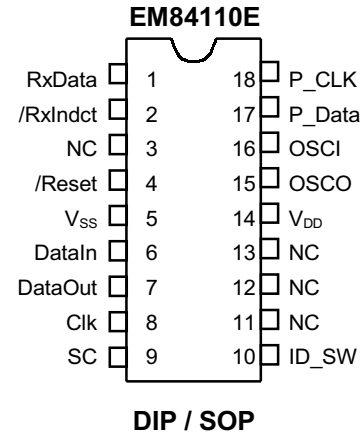 EM84110E
RxData 1 18 P_CLK
/RxIndct 2 17 P_Data
NC 3 16 OSCI
/Reset 4 15 OSCO
VSS 5 14 VDD
DataIn 6 13 NC
DataOut 7 12 NC
Clk 8 11 NC
SC 9 10 ID_SW
DIP / SOP